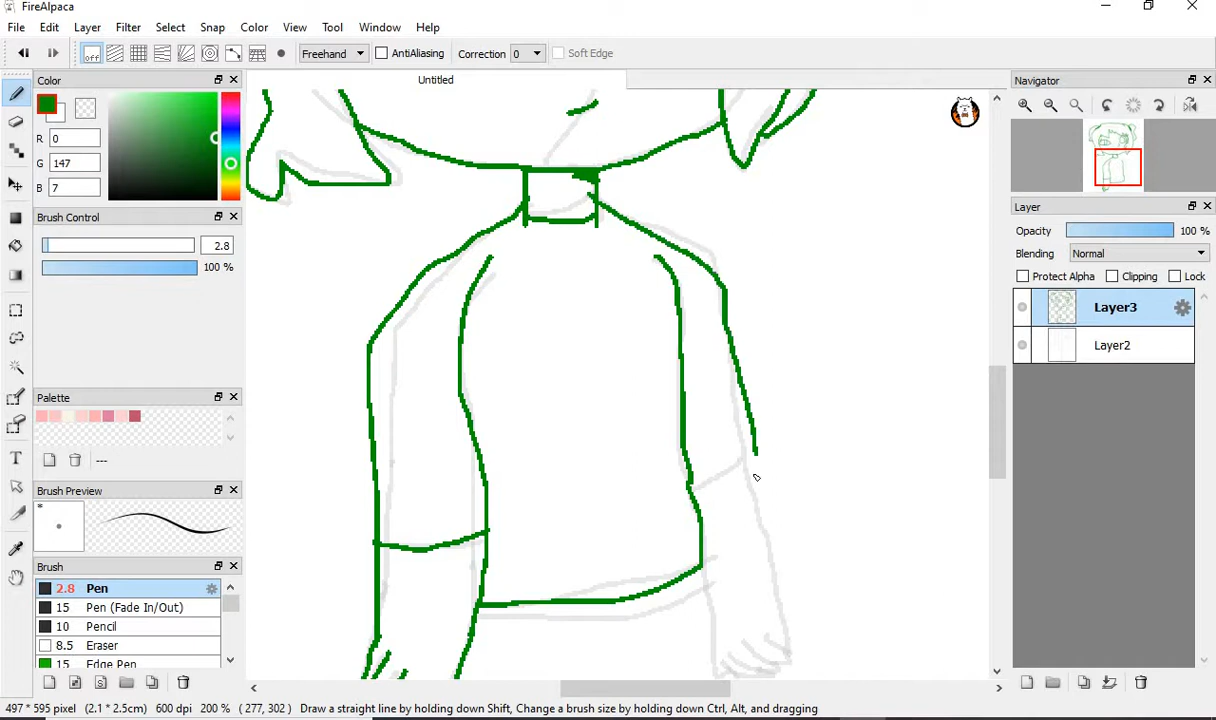 FireAlpaca
File Edit Layer Filter Select Snap Color View Tool Window Help
off Freehand AntiAliasing Correction 0 Soft Edge
Color
Untitled
Navigator
R 0
G 147
B 7
Brush Control
2.8
100 %
Layer
Opacity 100 %
Blending Normal
Protect Alpha Clipping Lock
Layer3
Layer2
Palette
---
Brush Preview
*
Brush
2.8 Pen
15 Pen (Fade In/Out)
10 Pencil
8.5 Eraser
15 Edge Pen
497 * 595 pixel (2.1 * 2.5cm) 600 dpi 200 % ( 277, 302 ) Draw a straight line by holding down Shift, Change a brush size by holding down Ctrl, Alt, and dragging